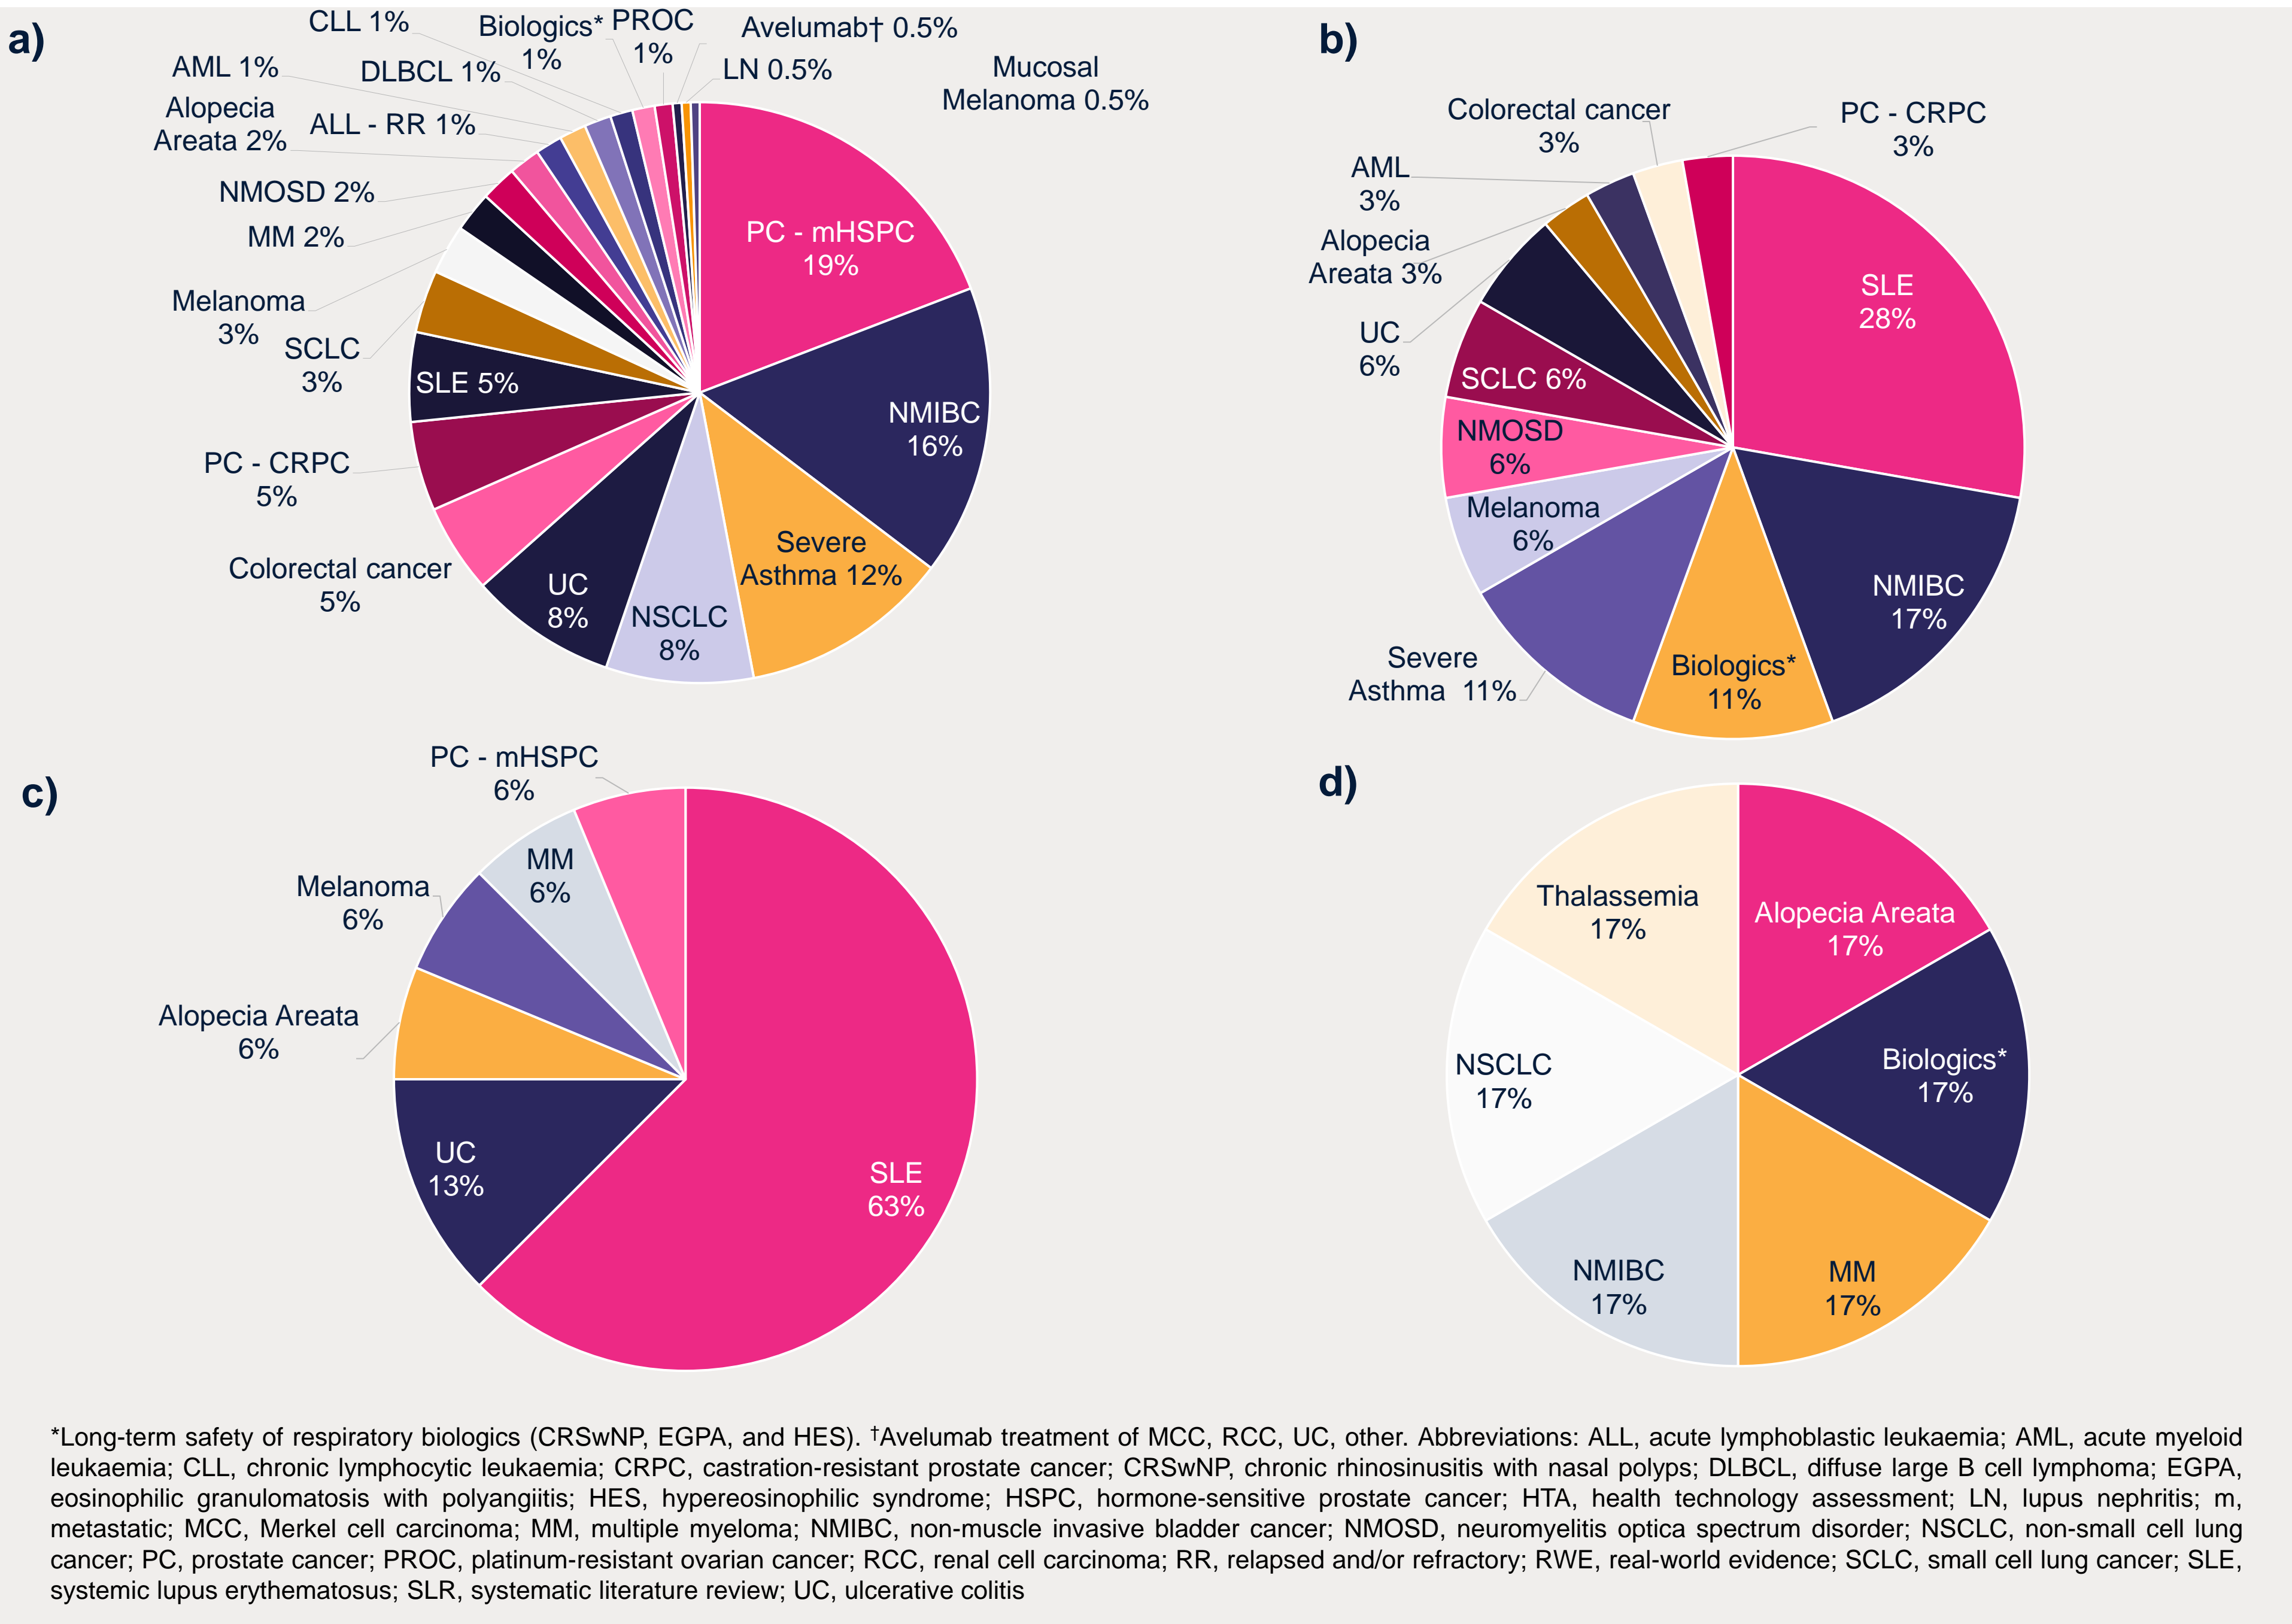 a)
CLL 1%
Biologics*
1%
PROC
1%
Avelumab† 0.5%
AML 1%
DLBCL 1%
LN 0.5%
Mucosal
Melanoma 0.5%
Alopecia
Areata 2%
ALL - RR 1%
NMOSD 2%
MM 2%
Melanoma
3%
SCLC
3%
SLE 5%
PC - CRPC
5%
Colorectal cancer
5%
UC
8%
NSCLC
8%
Severe
Asthma 12%
NMIBC
16%
PC - mHSPC
19%
b)
Colorectal cancer
3%
PC - CRPC
3%
AML
3%
Alopecia
Areata 3%
UC
6%
SCLC 6%
NMOSD
6%
Melanoma
6%
Severe
Asthma 11%
Biologics*
11%
NMIBC
17%
SLE
28%
c)
PC - mHSPC
6%
MM
6%
Melanoma
6%
Alopecia Areata
6%
UC
13%
SLE
63%
d)
Thalassemia
17%
Alopecia Areata
17%
NSCLC
17%
Biologics*
17%
NMIBC
17%
MM
17%
*Long-term safety of respiratory biologics (CRSwNP, EGPA, and HES). †Avelumab treatment of MCC, RCC, UC, other. Abbreviations: ALL, acute lymphoblastic leukaemia; AML, acute myeloid
leukaemia; CLL, chronic lymphocytic leukaemia; CRPC, castration-resistant prostate cancer; CRSwNP, chronic rhinosinusitis with nasal polyps; DLBCL, diffuse large B cell lymphoma; EGPA,
eosinophilic granulomatosis with polyangiitis; HES, hypereosinophilic syndrome; HSPC, hormone-sensitive prostate cancer; HTA, health technology assessment; LN, lupus nephritis; m,
metastatic; MCC, Merkel cell carcinoma; MM, multiple myeloma; NMIBC, non-muscle invasive bladder cancer; NMOSD, neuromyelitis optica spectrum disorder; NSCLC, non-small cell lung
cancer; PC, prostate cancer; PROC, platinum-resistant ovarian cancer; RCC, renal cell carcinoma; RR, relapsed and/or refractory; RWE, real-world evidence; SCLC, small cell lung cancer; SLE,
systemic lupus erythematosus; SLR, systematic literature review; UC, ulcerative colitis